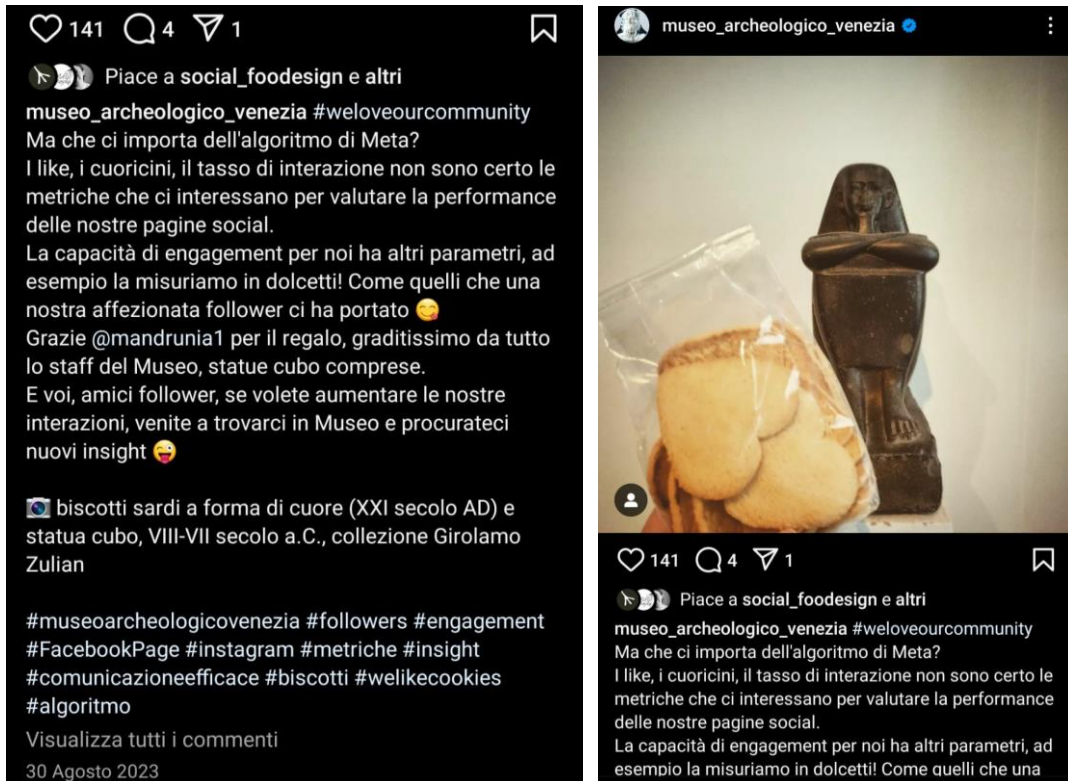 141 4 1
Piace a social_foodesign e altri
museo_archeologico_venezia #weloveourcommunity
Ma che ci importa dell'algoritmo di Meta?
I like, i cuoricini, il tasso di interazione non sono certo le
metriche che ci interessano per valutare la performance
delle nostre pagine social.
La capacità di engagement per noi ha altri parametri, ad
esempio la misuriamo in dolcetti! Come quelli che una
nostra affezionata follower ci ha portato 😋
Grazie @mandrunia1 per il regalo, graditissimo da tutto
lo staff del Museo, statue cubo comprese.
E voi, amici follower, se volete aumentare le nostre
interazioni, venite a trovarci in Museo e procurateci
nuovi insight 😜
📷 biscotti sardi a forma di cuore (XXI secolo AD) e
statua cubo, VIII-VII secolo a.C., collezione Girolamo
Zulian
#museoarcheologicovenezia #followers #engagement
#FacebookPage #instagram #metriche #insight
#comunicazioneefficace #biscotti #welikecookies
#algoritmo
Visualizza tutti i commenti
30 Agosto 2023
museo_archeologico_venezia
141 4 1
Piace a social_foodesign e altri
museo_archeologico_venezia #weloveourcommunity
Ma che ci importa dell'algoritmo di Meta?
I like, i cuoricini, il tasso di interazione non sono certo le
metriche che ci interessano per valutare la performance
delle nostre pagine social.
La capacità di engagement per noi ha altri parametri, ad
esempio la misuriamo in dolcetti! Come quelli che una